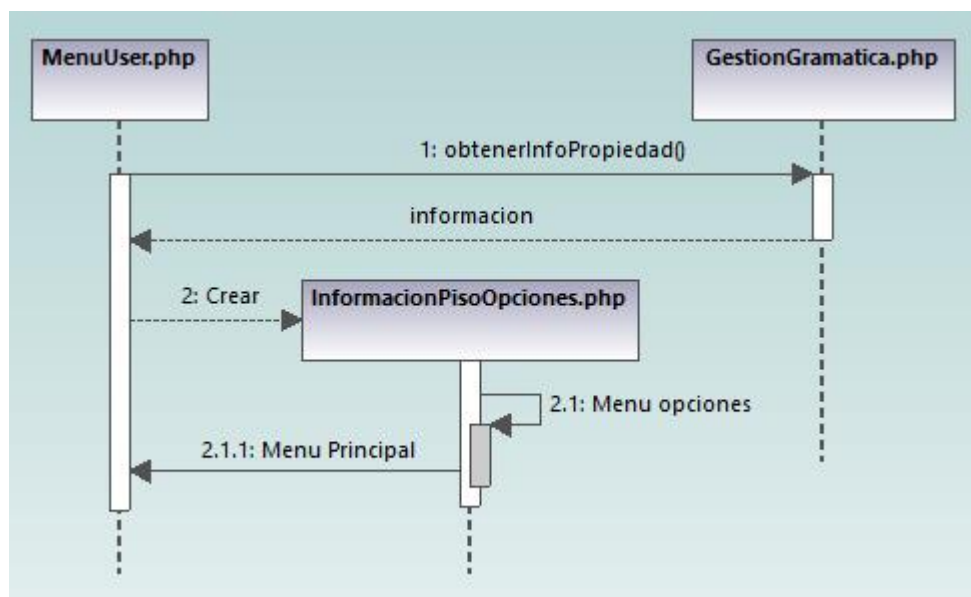 MenuUser.php
GestionGramatica.php
1: obtenerInfoPropiedad()
informacion
2: Crear
InformacionPisoOpciones.php
2.1: Menu opciones
2.1.1: Menu Principal